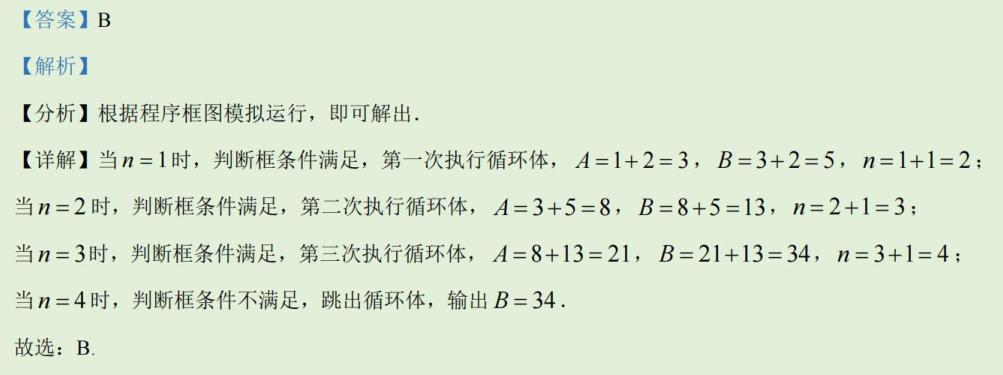 【答案】B
【解析】
【分析】根据程序框图模拟运行，即可解出．
【详解】当n=1时，判断框条件满足，第一次执行循环体，A=1+2=3，B=3+2=5，n=1+1=2；
当n=2时，判断框条件满足，第二次执行循环体，A=3+5=8，B=8+5=13，n=2+1=3；
当n=3时，判断框条件满足，第三次执行循环体，A=8+13=21，B=21+13=34，n=3+1=4；
当n=4时，判断框条件不满足，跳出循环体，输出B=34．
故选：B.